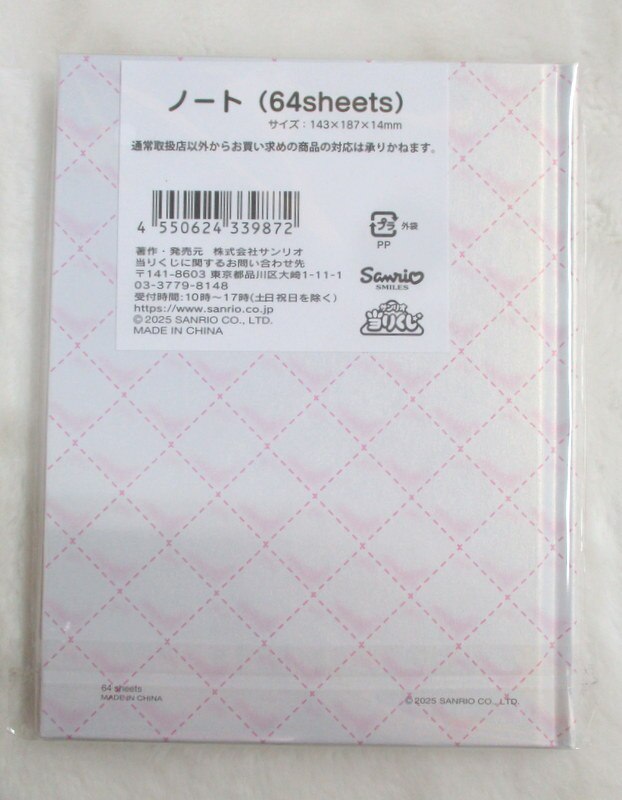 ノート（64sheets）
サイズ：143×187×14mm
通常取扱店以外からお買い求めの商品の対応は承りかねます。
4 550624 339872
プラ 外袋
PP
著作・発売元 株式会社サンリオ
当りくじに関するお問い合わせ先
〒141-8603 東京都品川区大崎1-11-1
03-3779-8148
受付時間:10時〜17時(土日祝日を除く)
https://www.sanrio.co.jp
©2025 SANRIO CO., LTD.
MADE IN CHINA
Sanrio
SMILES
サンリオ
当りくじ
64 sheets
MADE IN CHINA
©2025 SANRIO CO., LTD.